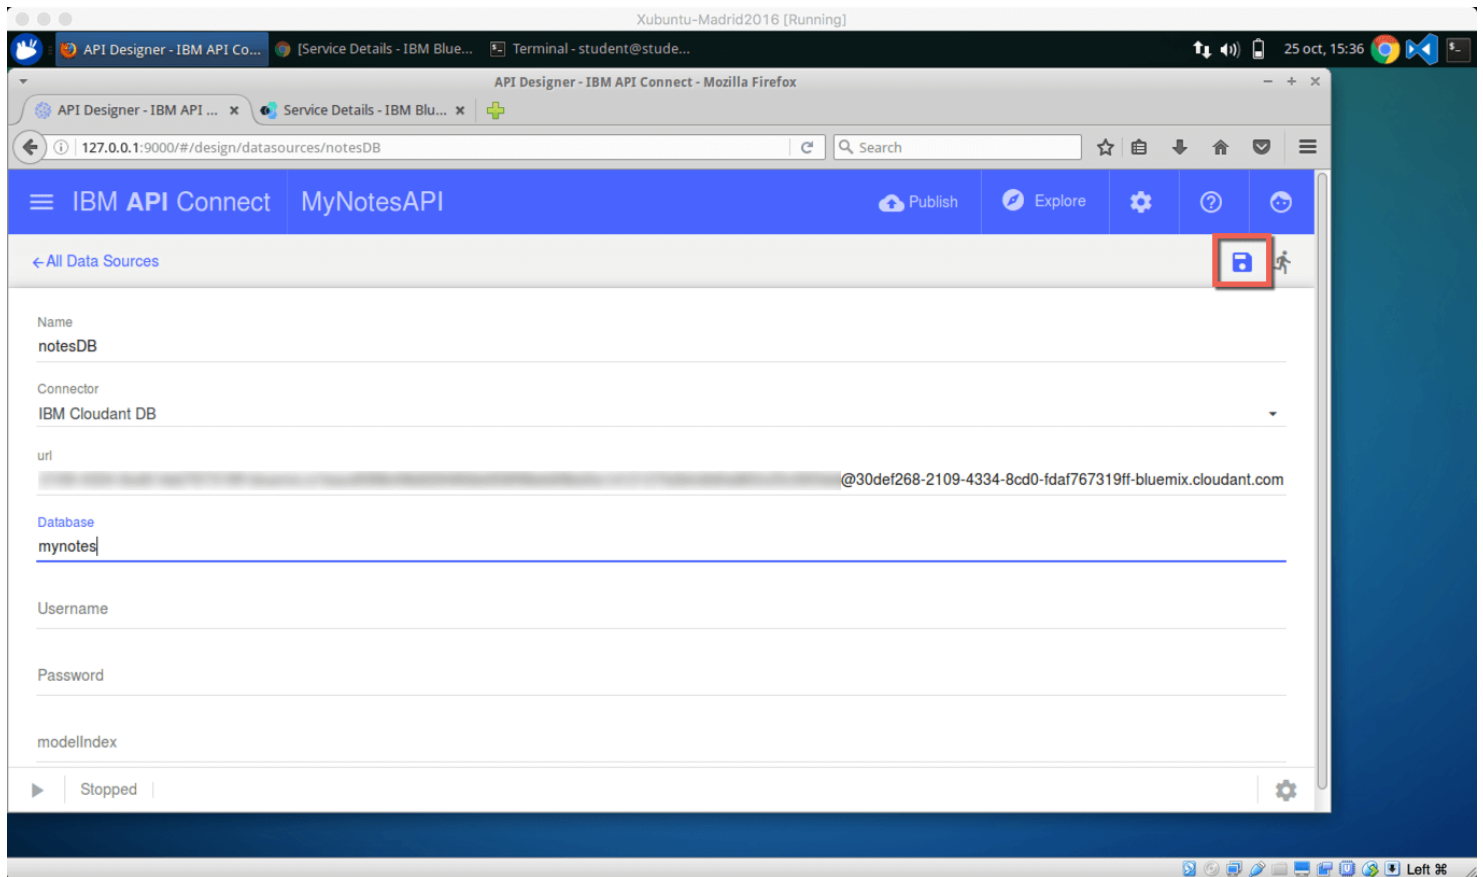 Xubuntu-Madrid2016 [Running]
API Designer - IBM API Co... [Service Details - IBM Blue... Terminal - student@stude... 25 oct, 15:36
API Designer - IBM API Connect - Mozilla Firefox
API Designer - IBM API ... Service Details - IBM Blu...
127.0.0.1:9000/#/design/datasources/notesDB Search
IBM API Connect MyNotesAPI Publish Explore
All Data Sources
Name
notesDB
Connector
IBM Cloudant DB
url
@30def268-2109-4334-8cd0-fdaf767319ff-bluemix.cloudant.com
Database
mynotes
Username
Password
modelIndex
Stopped
Left ⌘